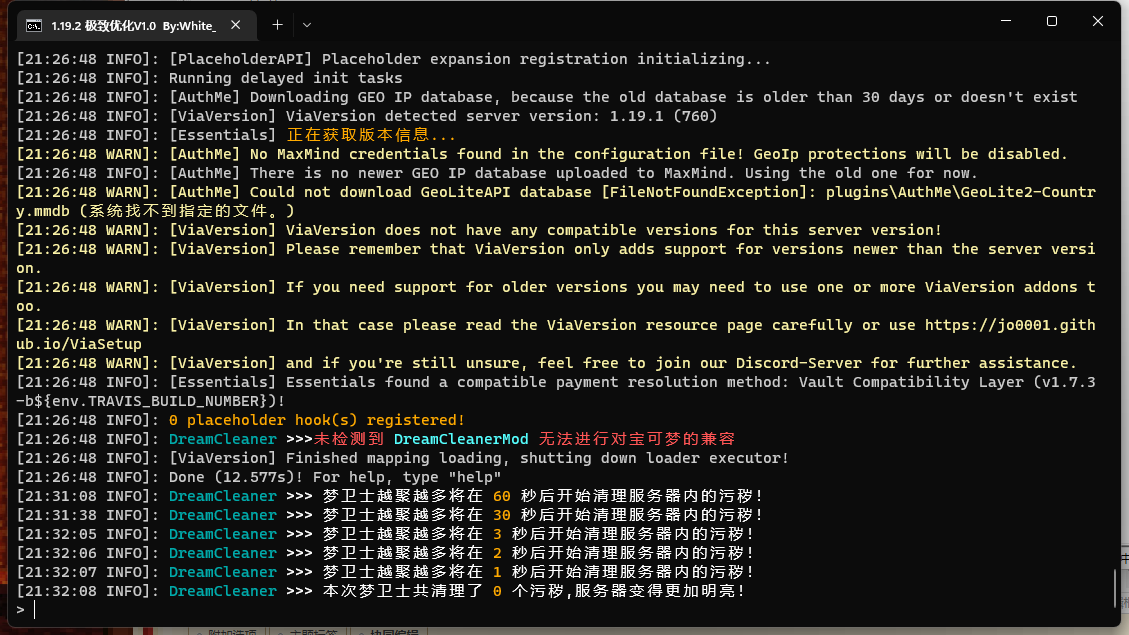 1.19.2 极致优化V1.0  By:White_
[21:26:48 INFO]: [PlaceholderAPI] Placeholder expansion registration initializing...
[21:26:48 INFO]: Running delayed init tasks
[21:26:48 INFO]: [AuthMe] Downloading GEO IP database, because the old database is older than 30 days or doesn't exist
[21:26:48 INFO]: [ViaVersion] ViaVersion detected server version: 1.19.1 (760)
[21:26:48 INFO]: [Essentials] 正在获取版本信息...
[21:26:48 WARN]: [AuthMe] No MaxMind credentials found in the configuration file! GeoIp protections will be disabled.
[21:26:48 INFO]: [AuthMe] There is no newer GEO IP database uploaded to MaxMind. Using the old one for now.
[21:26:48 WARN]: [AuthMe] Could not download GeoLiteAPI database [FileNotFoundException]: plugins\AuthMe\GeoLite2-Countr
y.mmdb (系统找不到指定的文件。)
[21:26:48 WARN]: [ViaVersion] ViaVersion does not have any compatible versions for this server version!
[21:26:48 WARN]: [ViaVersion] Please remember that ViaVersion only adds support for versions newer than the server versi
on.
[21:26:48 WARN]: [ViaVersion] If you need support for older versions you may need to use one or more ViaVersion addons t
oo.
[21:26:48 WARN]: [ViaVersion] In that case please read the ViaVersion resource page carefully or use https://jo0001.gith
ub.io/ViaSetup
[21:26:48 WARN]: [ViaVersion] and if you're still unsure, feel free to join our Discord-Server for further assistance.
[21:26:48 INFO]: [Essentials] Essentials found a compatible payment resolution method: Vault Compatibility Layer (v1.7.3
-b${env.TRAVIS_BUILD_NUMBER})!
[21:26:48 INFO]: 0 placeholder hook(s) registered!
[21:26:48 INFO]: DreamCleaner >>>未检测到 DreamCleanerMod 无法进行对宝可梦的兼容
[21:26:48 INFO]: [ViaVersion] Finished mapping loading, shutting down loader executor!
[21:26:48 INFO]: Done (12.577s)! For help, type "help"
[21:31:08 INFO]: DreamCleaner >>> 梦卫士越聚越多将在 60 秒后开始清理服务器内的污秽!
[21:31:38 INFO]: DreamCleaner >>> 梦卫士越聚越多将在 30 秒后开始清理服务器内的污秽!
[21:32:05 INFO]: DreamCleaner >>> 梦卫士越聚越多将在 3 秒后开始清理服务器内的污秽!
[21:32:06 INFO]: DreamCleaner >>> 梦卫士越聚越多将在 2 秒后开始清理服务器内的污秽!
[21:32:07 INFO]: DreamCleaner >>> 梦卫士越聚越多将在 1 秒后开始清理服务器内的污秽!
[21:32:08 INFO]: DreamCleaner >>> 本次梦卫士共清理了 0 个污秽,服务器变得更加明亮!
>